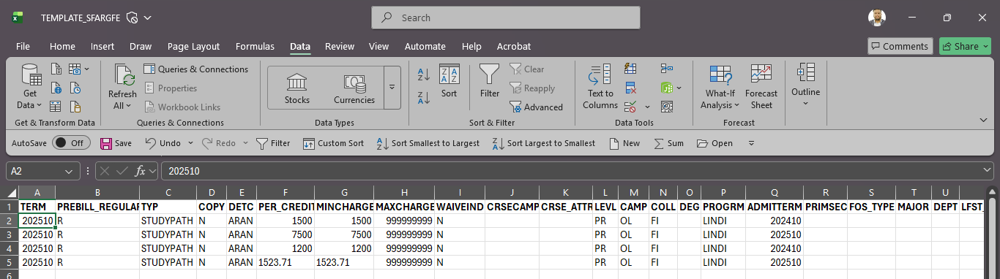 TEMPLATE_SFARGFE
Search
File Home Insert Draw Page Layout Formulas Data Review View Automate Help Acrobat
Comments Share
Get Data
Get & Transform Data
Refresh All
Queries & Connections
Properties
Workbook Links
Queries & Connections
Stocks Currencies
Data Types
Sort
Filter
Clear
Reapply
Advanced
Sort & Filter
Text to Columns
Data Tools
What-If Analysis
Forecast Sheet
Forecast
Outline
AutoSave Off Save Undo Redo Filter Custom Sort Sort Smallest to Largest Sort Largest to Smallest New Sum Open
A2 fx 202510
A B C D E F G H I J K L M N O P Q R S T U
1 TERM PREBILL_REGULAR TYP COPY DETC PER_CREDIT MINCHARGE MAXCHARGE WAIVEIND CRSECAMP CRSE_ATTR LEVL CAMP COLL DEG PROGRM ADMITTERM PRIMSEC FOS_TYPE MAJOR DEPT LFST_
2 202510 R STUDYPATH N ARAN 1500 1500 999999999 N PR OL FI LINDI 202410
3 202510 R STUDYPATH N ARAN 7500 7500 999999999 N PR OL FI LINDI 202510
4 202510 R STUDYPATH N ARAN 1200 1200 999999999 N PR OL FI LINDI 202410
5 202510 R STUDYPATH N ARAN 1523.71 1523.71 999999999 N PR OL FI LINDI 202510
6